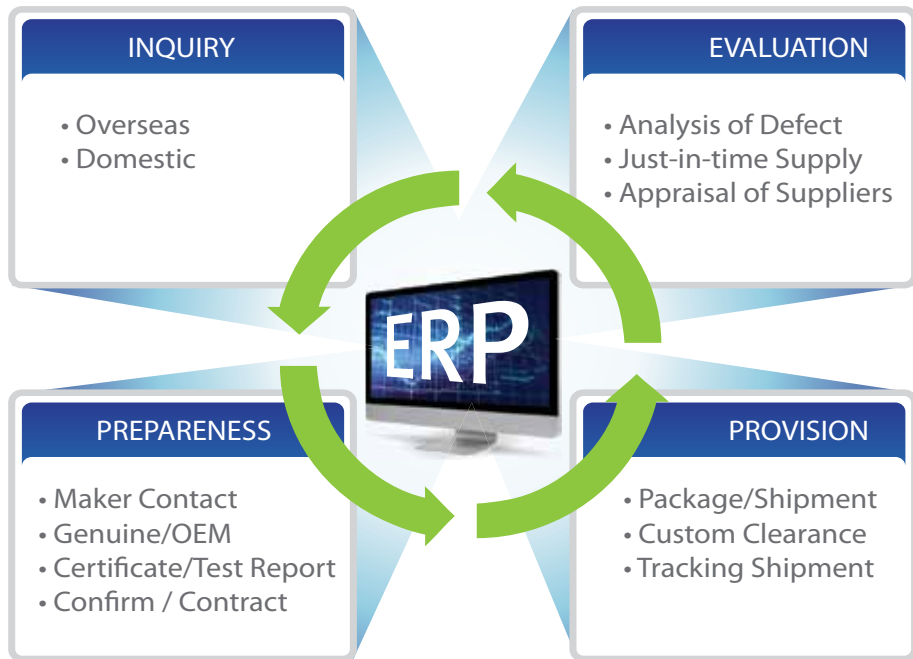 INQUIRY
• Overseas
• Domestic
EVALUATION
• Analysis of Defect
• Just-in-time Supply
• Appraisal of Suppliers
ERP
PREPARENESS
• Maker Contact
• Genuine/OEM
• Certificate/Test Report
• Confirm / Contract
PROVISION
• Package/Shipment
• Custom Clearance
• Tracking Shipment